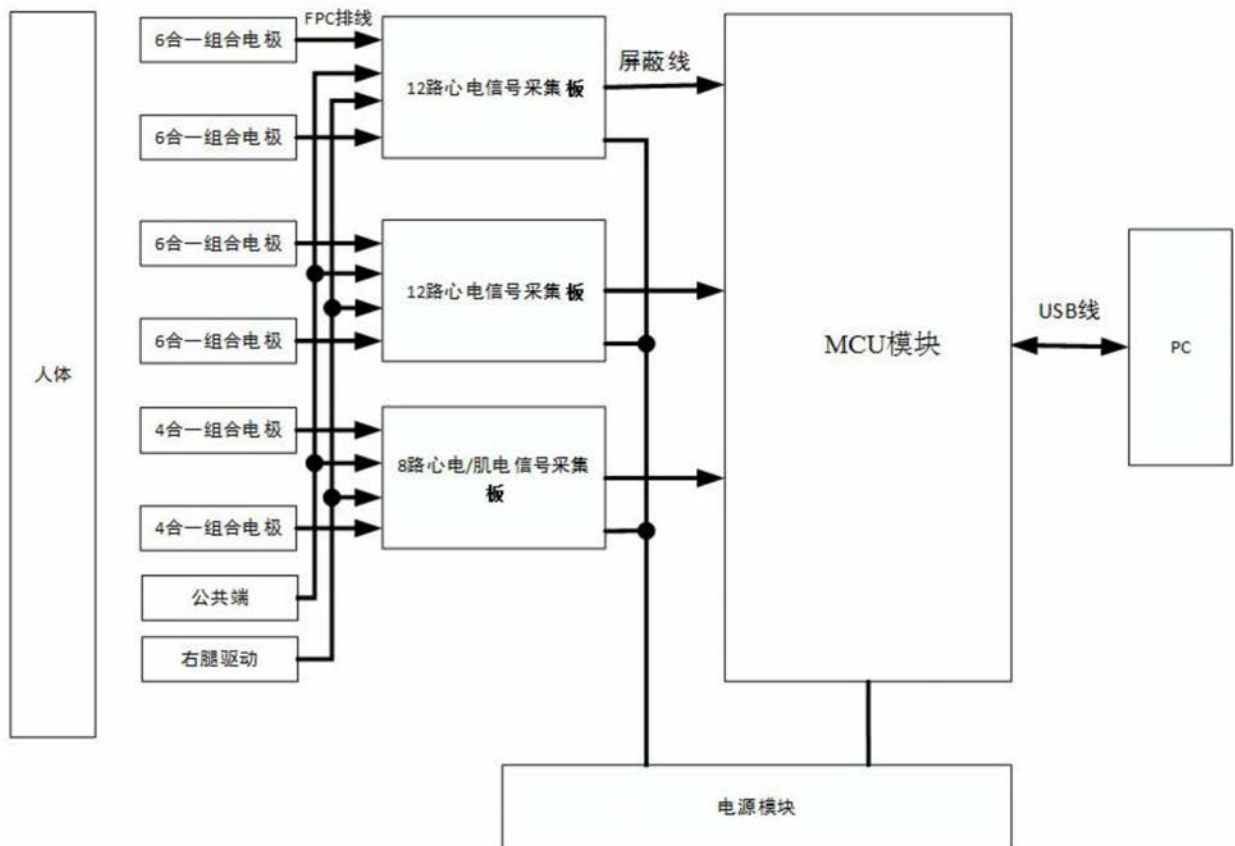 FPC排线
6合一组合电极
12路心电信号采集板
屏蔽线
6合一组合电极
6合一组合电极
12路心电信号采集板
6合一组合电极
人体
MCU模块
USB线
PC
4合一组合电极
8路心电/肌电信号采集
板
4合一组合电极
公共端
右腿驱动
电源模块